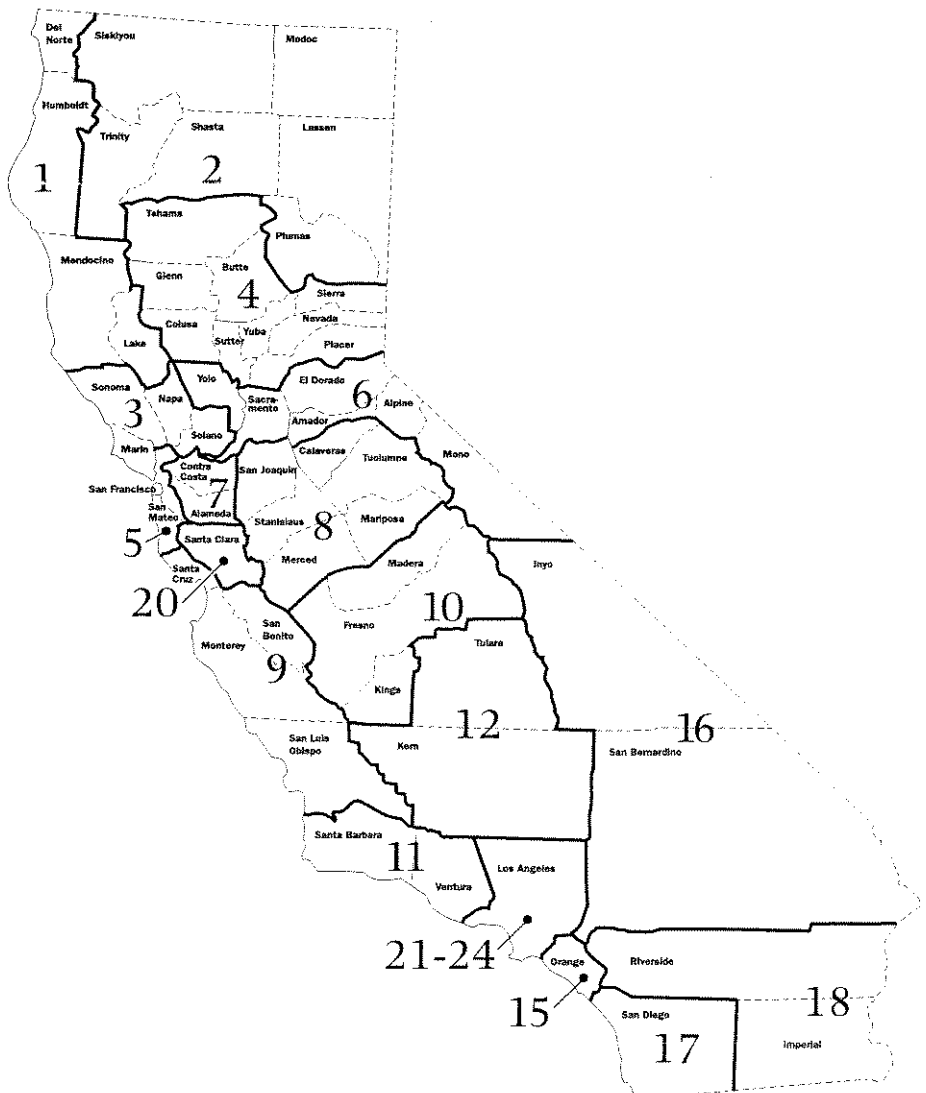 Del
Norte
Siskiyou
Modoc
Humboldt
Trinity
Shasta
Lassen
1
2
Tehama
Plumas
Mendocino
Glenn
Butte
4
Sierra
Colusa
Yuba
Nevada
Sutter
Lake
Placer
Yolo
El Dorado
Sonoma
Napa
Sacra-
mento
6
Alpine
3
Solano
Amador
Marin
Calaveras
Tuolumne
Mono
Contra
Costa
San Joaquin
San Francisco
7
San
Mateo
Alameda
Stanislaus
8
Mariposa
5
Santa Clara
Merced
Madera
Inyo
Santa
Cruz
20
10
San
Benito
Fresno
Monterey
Tulare
9
Kings
12
16
San Luis
Obispo
Kern
San Bernardino
Santa Barbara
11
Los Angeles
Ventura
21-24
Orange
Riverside
15
18
San Diego
17
Imperial